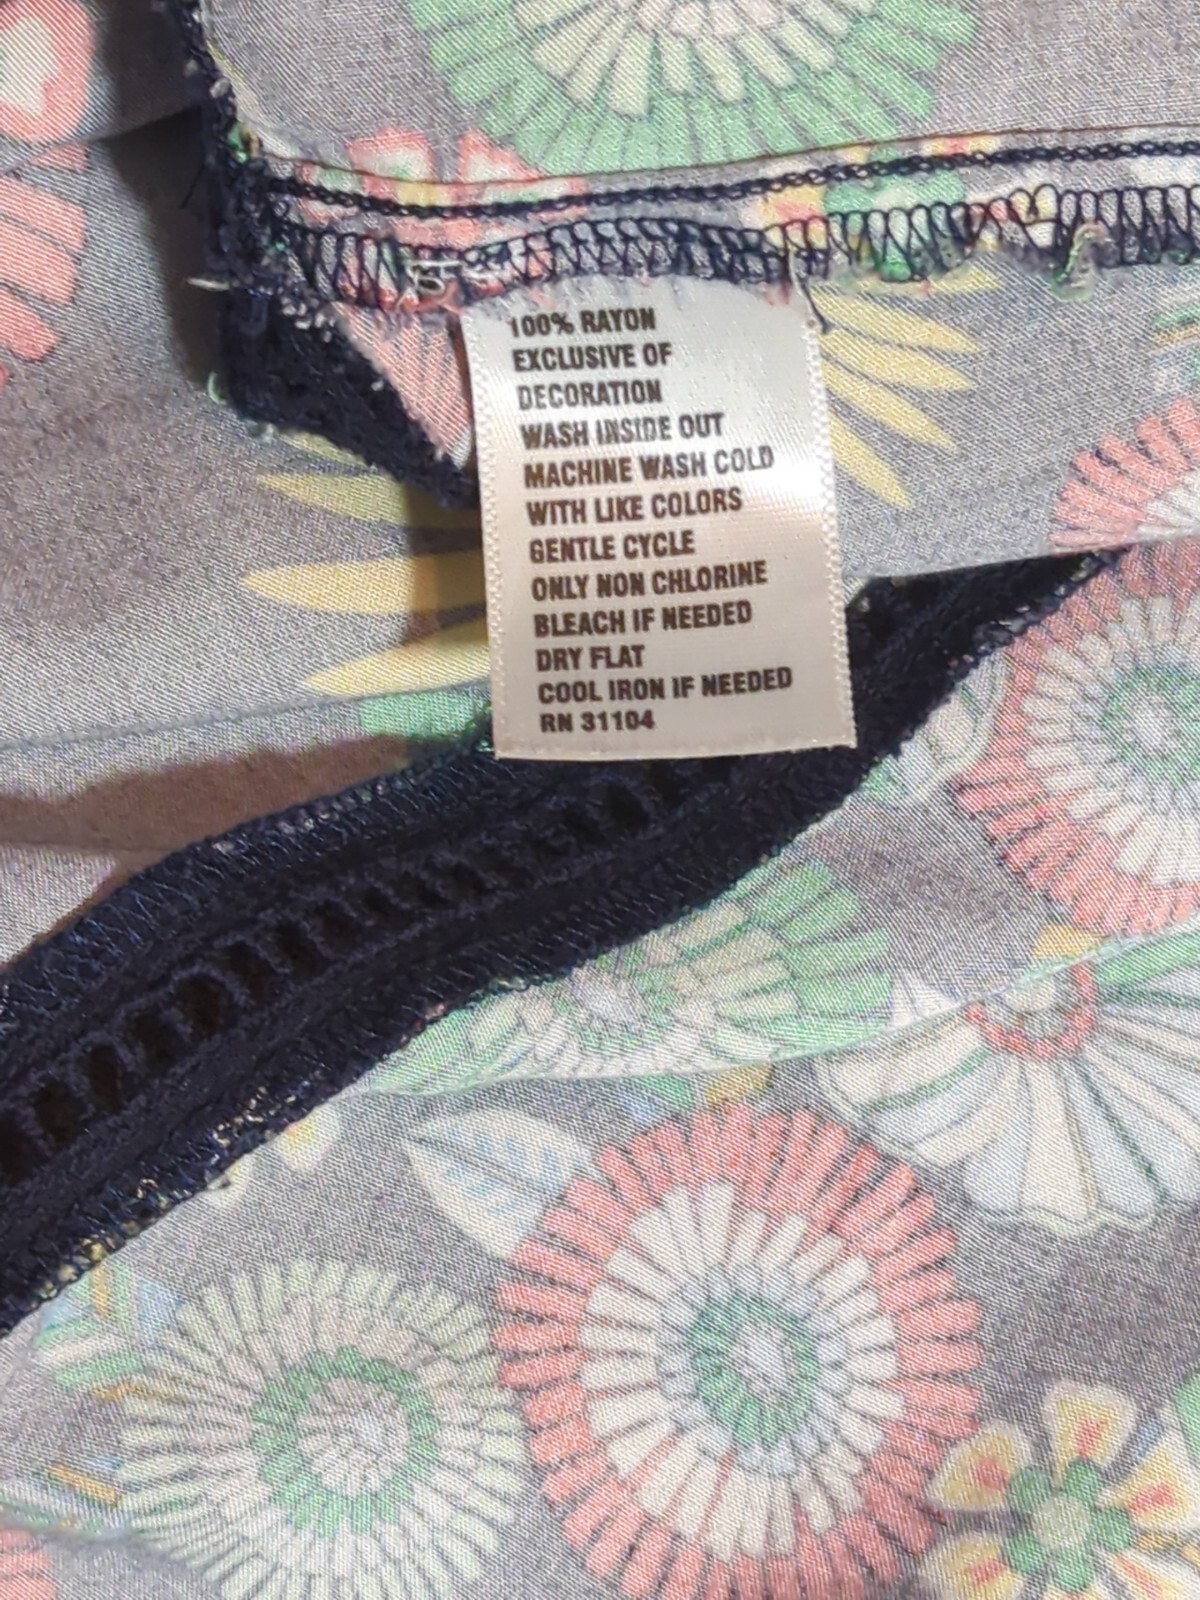 100% RAYON
EXCLUSIVE OF
DECORATION
WASH INSIDE OUT
MACHINE WASH COLD
WITH LIKE COLORS
GENTLE CYCLE
ONLY NON CHLORINE
BLEACH IF NEEDED
DRY FLAT
COOL IRON IF NEEDED
RN 31104